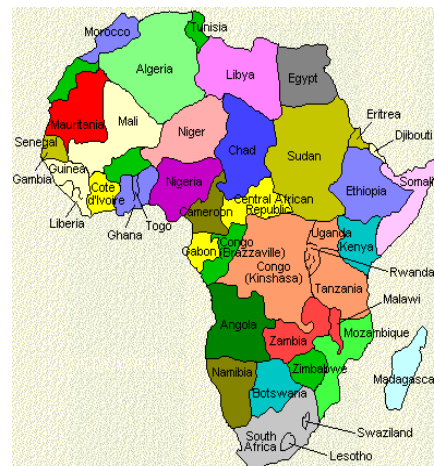 Morocco
Tunisia
Algeria
Libya
Egypt
Mauritania
Mali
Niger
Chad
Sudan
Eritrea
Djibouti
Senegal
Gambia
Guinea
Cote
d'Ivoire
Liberia
Ghana
Togo
Nigeria
Cameroon
Central African
Republic
Ethiopia
Somali
Gabon
Congo
(Brazzaville)
Congo
(Kinshasa)
Uganda
Kenya
Rwanda
Tanzania
Malawi
Angola
Zambia
Mozambique
Zimbabwe
Madagascar
Namibia
Botswana
Swaziland
South
Africa
Lesotho